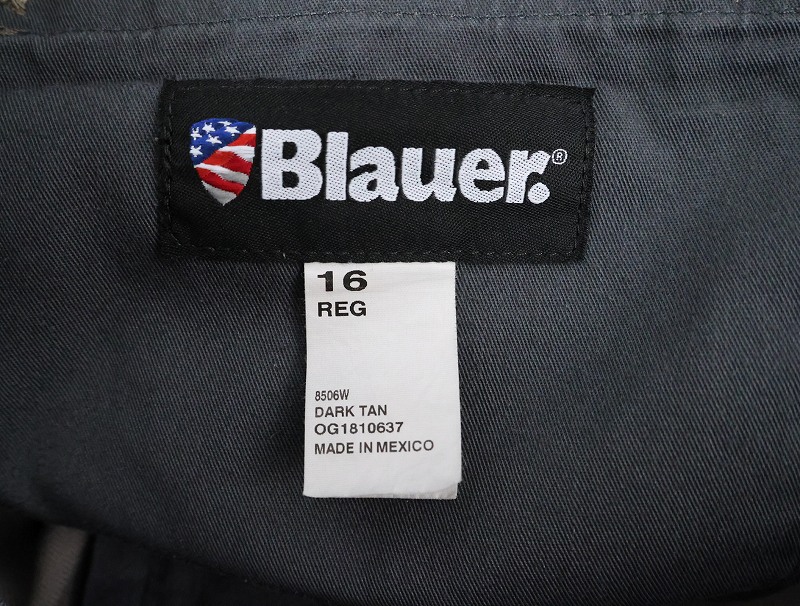 Blauer.®
16
REG
8506W
DARK TAN
OG1810637
MADE IN MEXICO